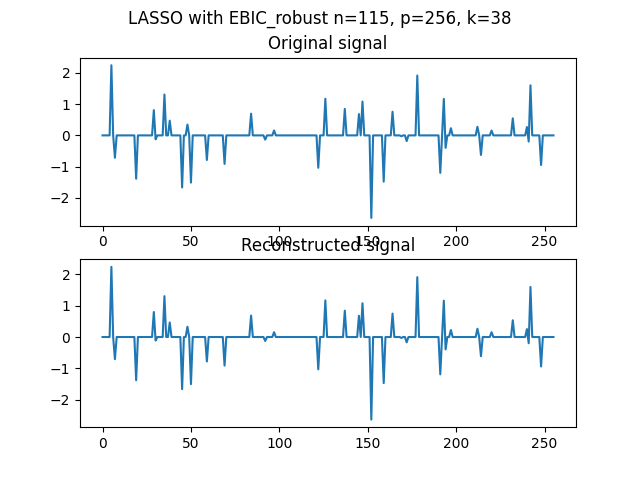 LASSO with EBIC_robust n=115, p=256, k=38
Original signal
2
1
0
−1
−2
0 50 100 150 200 250
Reconstructed signal
2
1
0
−1
−2
0 50 100 150 200 250